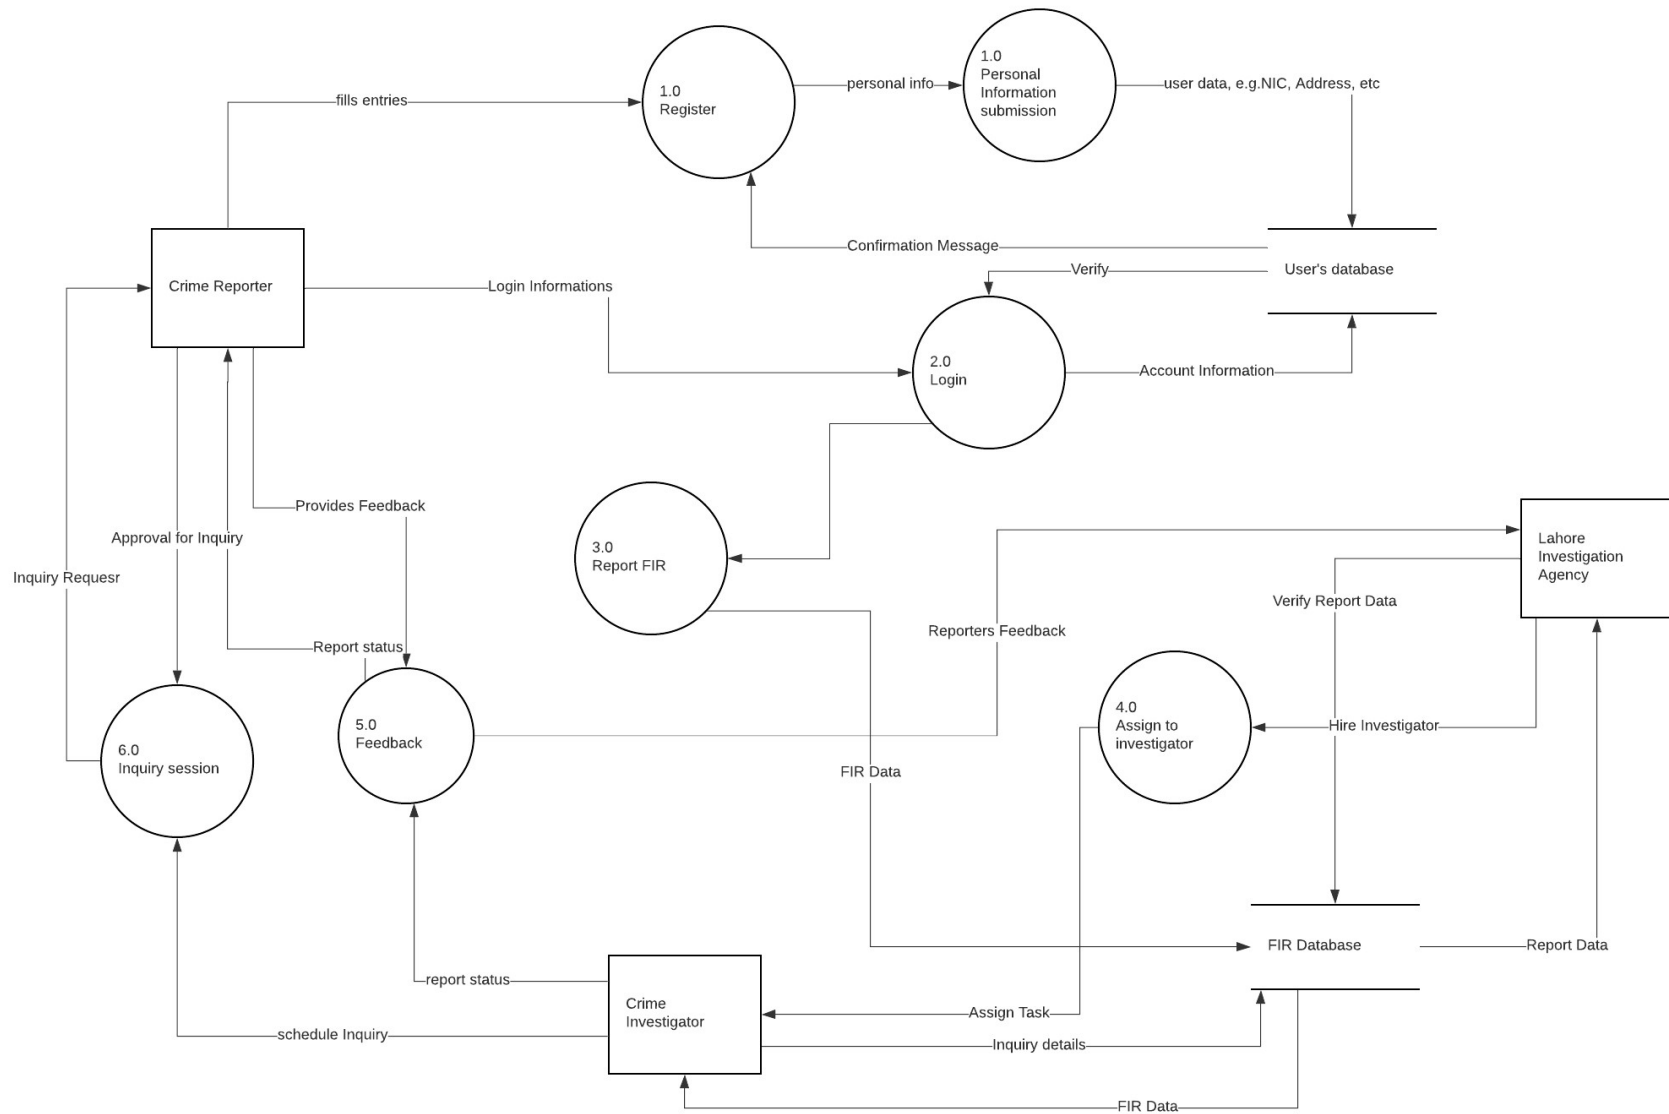 1.0
Personal
Information
submission
1.0
Register
personal info
user data, e.g.NIC, Address, etc
fills entries
Confirmation Message
Verify
User's database
Crime Reporter
Login Informations
2.0
Login
Account Information
Provides Feedback
Approval for Inquiry
Inquiry Requesr
3.0
Report FIR
Lahore
Investigation
Agency
Verify Report Data
Reporters Feedback
Report status
4.0
Assign to
investigator
Hire Investigator
5.0
Feedback
6.0
Inquiry session
FIR Data
FIR Database
Report Data
report status
Crime
Investigator
Assign Task
schedule Inquiry
Inquiry details
FIR Data